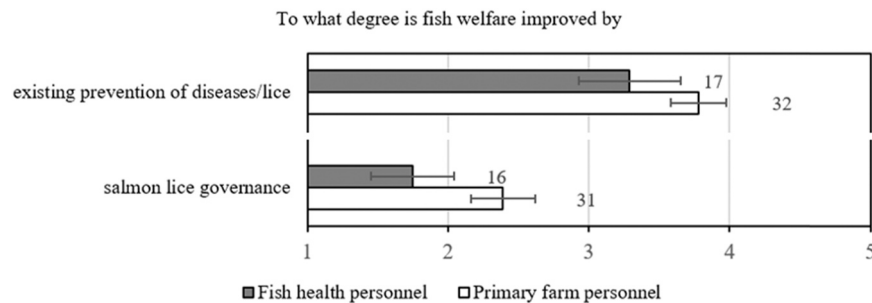 To what degree is fish welfare improved by
existing prevention of diseases/lice
17
32
salmon lice governance
16
31
1 2 3 4 5
Fish health personnel Primary farm personnel